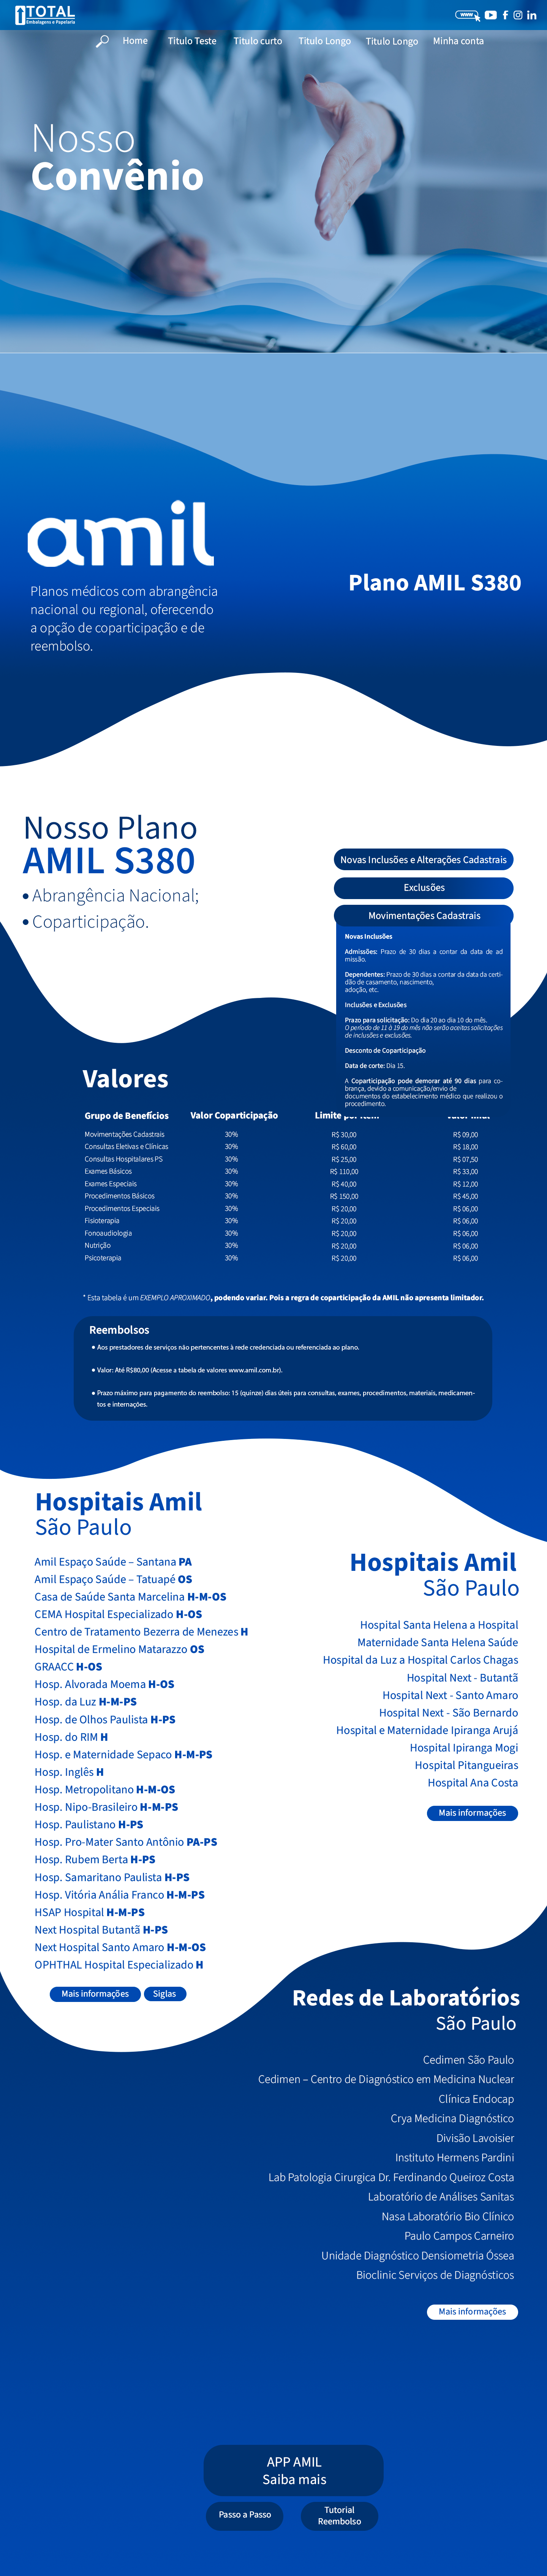 TOTAL
Embalagens e Papelaria
www
Home
Titulo Teste
Titulo curto
Titulo Longo
Titulo Longo
Minha conta
Nosso
Convênio
amil
Planos médicos com abrangência
nacional ou regional, oferecendo
a opção de coparticipação e de
reembolso.
Plano AMIL S380
Nosso Plano
AMIL S380
• Abrangência Nacional;
• Coparticipação.
Novas Inclusões e Alterações Cadastrais
Exclusões
Movimentações Cadastrais
Novas Inclusões
Admissões: Prazo de 30 dias a contar da data de ad
missão.
Dependentes: Prazo de 30 dias a contar da data da certi-
dão de casamento, nascimento,
adoção, etc.
Inclusões e Exclusões
Prazo para solicitação: Do dia 20 ao dia 10 do mês.
O período de 11 à 19 do mês não serão aceitas solicitações
de inclusões e exclusões.
Desconto de Coparticipação
Data de corte: Dia 15.
A Coparticipação pode demorar até 90 dias para co-
brança, devido a comunicação/envio de
documentos do estabelecimento médico que realizou o
procedimento.
Valores
Grupo de Benefícios Valor Coparticipação Limite
Movimentações Cadastrais 30% R$ 30,00 R$ 09,00
Consultas Eletivas e Clínicas 30% R$ 60,00 R$ 18,00
Consultas Hospitalares PS 30% R$ 25,00 R$ 07,50
Exames Básicos 30% R$ 110,00 R$ 33,00
Exames Especiais 30% R$ 40,00 R$ 12,00
Procedimentos Básicos 30% R$ 150,00 R$ 45,00
Procedimentos Especiais 30% R$ 20,00 R$ 06,00
Fisioterapia 30% R$ 20,00 R$ 06,00
Fonoaudiologia 30% R$ 20,00 R$ 06,00
Nutrição 30% R$ 20,00 R$ 06,00
Psicoterapia 30% R$ 20,00 R$ 06,00
* Esta tabela é um EXEMPLO APROXIMADO, podendo variar. Pois a regra de coparticipação da AMIL não apresenta limitador.
Reembolsos
• Aos prestadores de serviços não pertencentes à rede credenciada ou referenciada ao plano.
• Valor: Até R$80,00 (Acesse a tabela de valores www.amil.com.br).
• Prazo máximo para pagamento do reembolso: 15 (quinze) dias úteis para consultas, exames, procedimentos, materiais, medicamen-
tos e internações.
Hospitais Amil
São Paulo
Amil Espaço Saúde – Santana PA
Amil Espaço Saúde – Tatuapé OS
Casa de Saúde Santa Marcelina H-M-OS
CEMA Hospital Especializado H-OS
Centro de Tratamento Bezerra de Menezes H
Hospital de Ermelino Matarazzo OS
GRAACC H-OS
Hosp. Alvorada Moema H-OS
Hosp. da Luz H-M-PS
Hosp. de Olhos Paulista H-PS
Hosp. do RIM H
Hosp. e Maternidade Sepaco H-M-PS
Hosp. Inglês H
Hosp. Metropolitano H-M-OS
Hosp. Nipo-Brasileiro H-M-PS
Hosp. Paulistano H-PS
Hosp. Pro-Mater Santo Antônio PA-PS
Hosp. Rubem Berta H-PS
Hosp. Samaritano Paulista H-PS
Hosp. Vitória Anália Franco H-M-PS
HSAP Hospital H-M-PS
Next Hospital Butantã H-PS
Next Hospital Santo Amaro H-M-OS
OPHTHAL Hospital Especializado H
Mais informações
Siglas
Hospitais Amil
São Paulo
Hospital Santa Helena a Hospital
Maternidade Santa Helena Saúde
Hospital da Luz a Hospital Carlos Chagas
Hospital Next - Butantã
Hospital Next - Santo Amaro
Hospital Next - São Bernardo
Hospital e Maternidade Ipiranga Arujá
Hospital Ipiranga Mogi
Hospital Pitangueiras
Hospital Ana Costa
Mais informações
Redes de Laboratórios
São Paulo
Cedimen São Paulo
Cedimen – Centro de Diagnóstico em Medicina Nuclear
Clínica Endocap
Crya Medicina Diagnóstico
Divisão Lavoisier
Instituto Hermens Pardini
Lab Patologia Cirurgica Dr. Ferdinando Queiroz Costa
Laboratório de Análises Sanitas
Nasa Laboratório Bio Clínico
Paulo Campos Carneiro
Unidade Diagnóstico Densiometria Óssea
Bioclinic Serviços de Diagnósticos
Mais informações
APP AMIL
Saiba mais
Passo a Passo
Tutorial
Reembolso